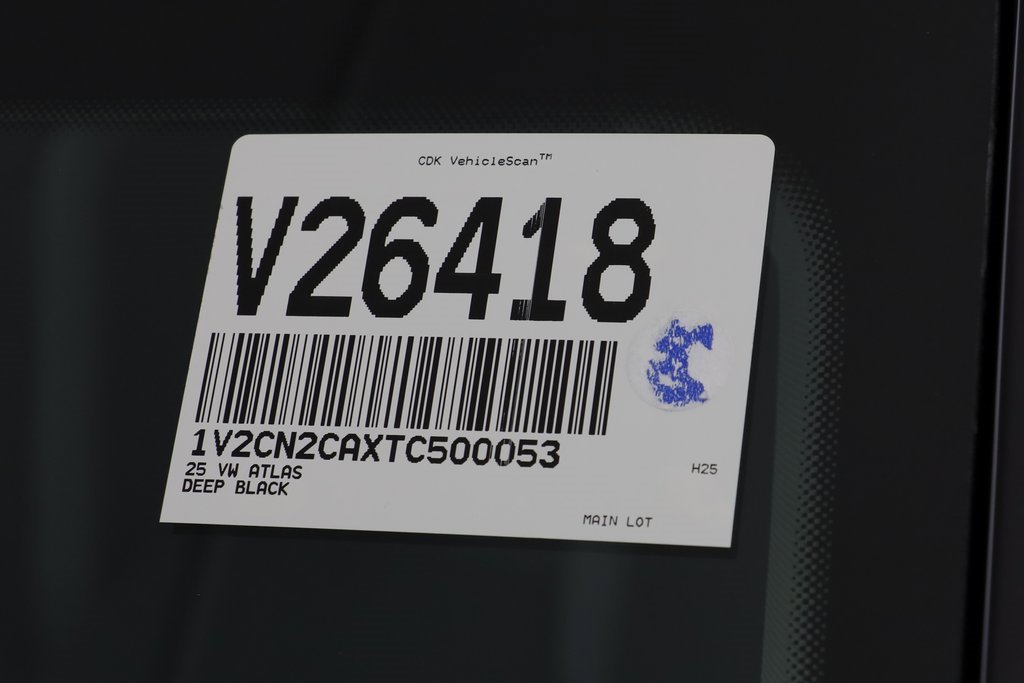 CDK VehicleScan™
V26418
1V2CN2CAXTC500053
25 VW ATLAS
DEEP BLACK
H25
MAIN LOT